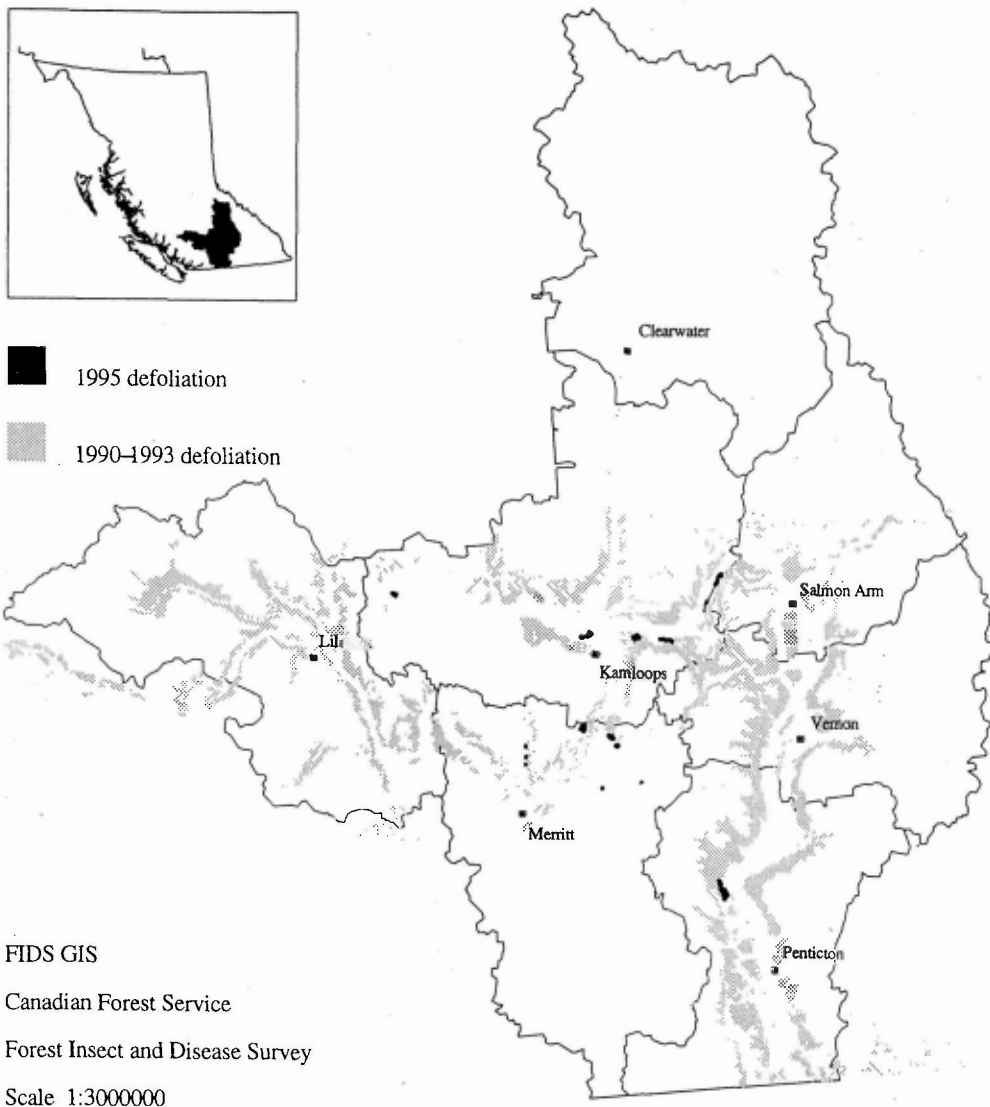 Clearwater
1995 defoliation
1990–1993 defoliation
Salmon Arm
Lil
Kamloops
Vernon
Merritt
Penticton
FIDS GIS
Canadian Forest Service
Forest Insect and Disease Survey
Scale 1:3000000